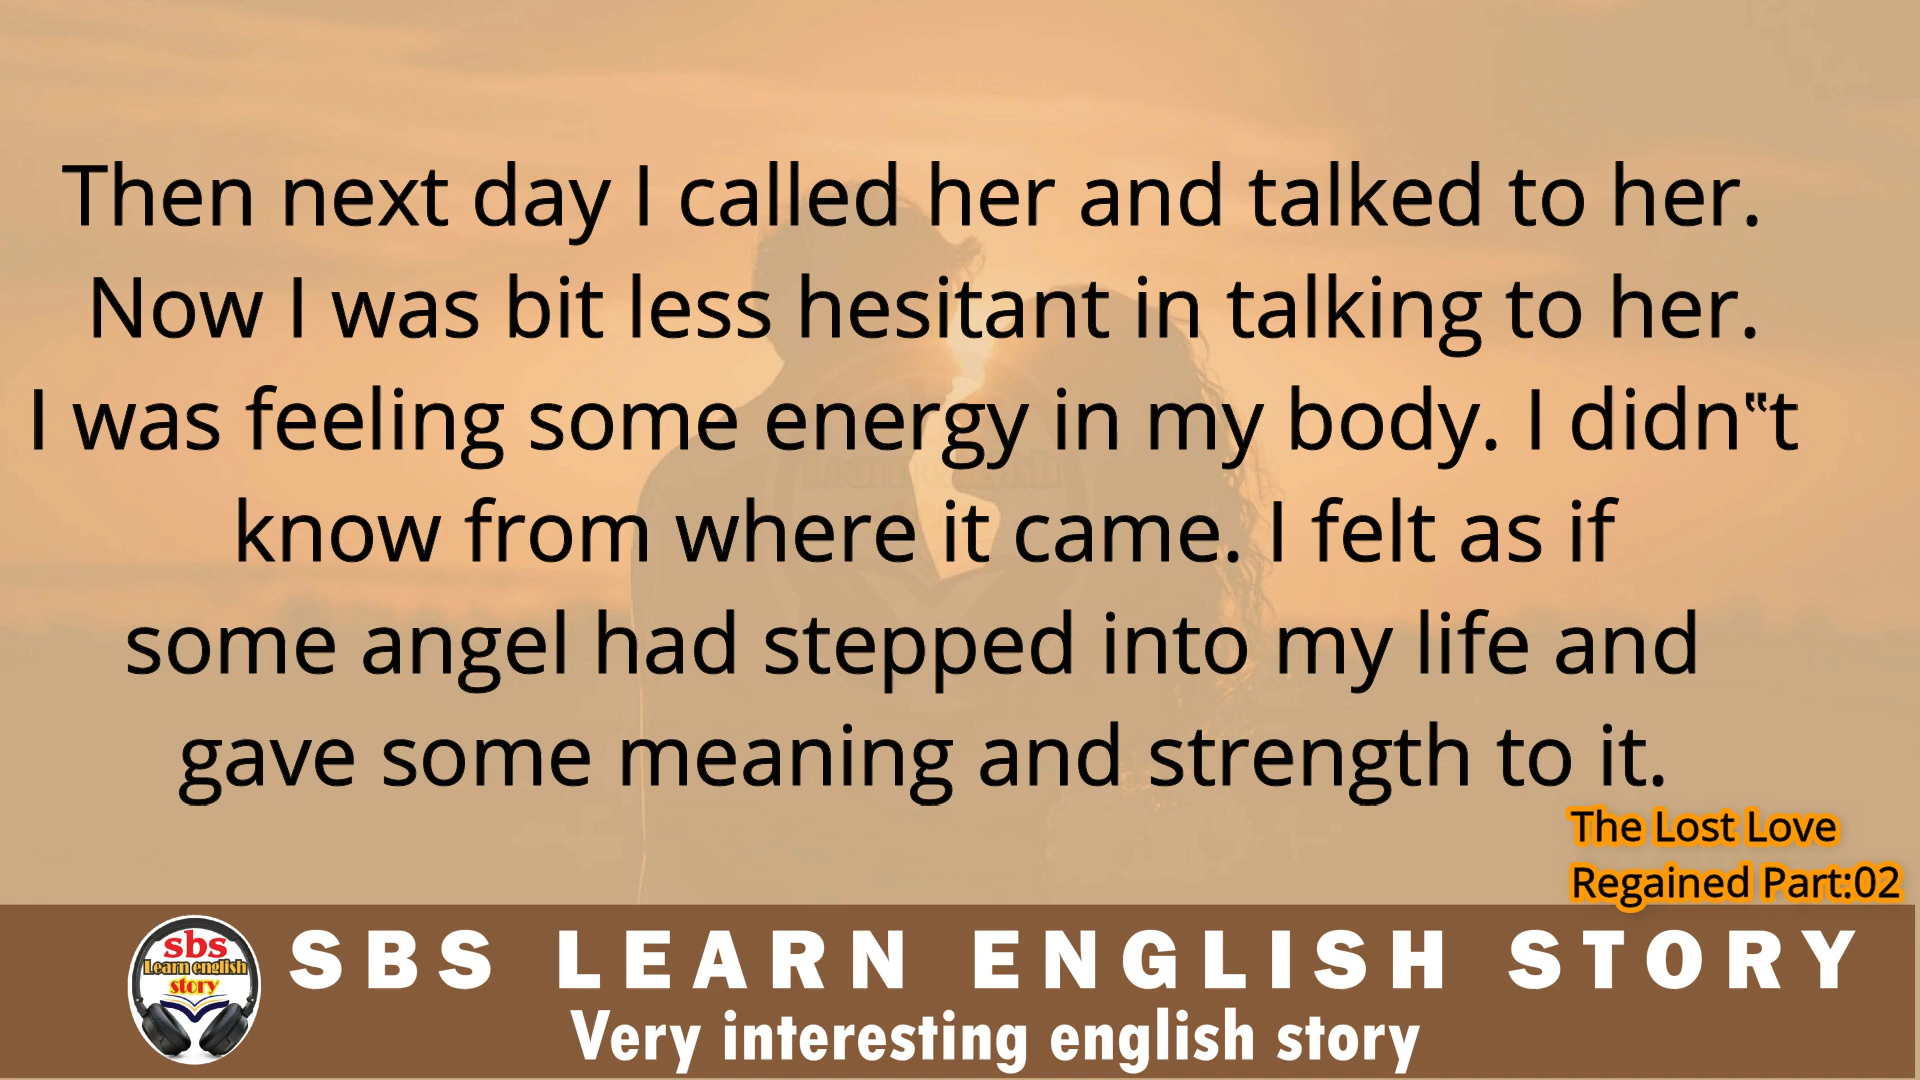 Then next day I called her and talked to her.
Now I was bit less hesitant in talking to her.
I was feeling some energy in my body. I didn‟t
know from where it came. I felt as if
some angel had stepped into my life and
gave some meaning and strength to it.
The Lost Love
Regained Part:02
sbs
Learn english
story
SBS LEARN ENGLISH STORY
Very interesting english story